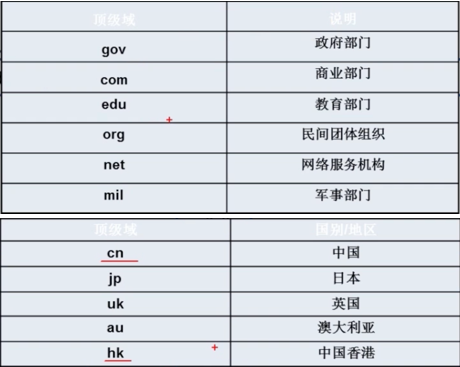 顶级域 说明
gov 政府部门
com 商业部门
edu 教育部门
org 民间团体组织
net 网络服务机构
mil 军事部门
顶级域 国别/地区
cn 中国
jp 日本
uk 英国
au 澳大利亚
hk 中国香港